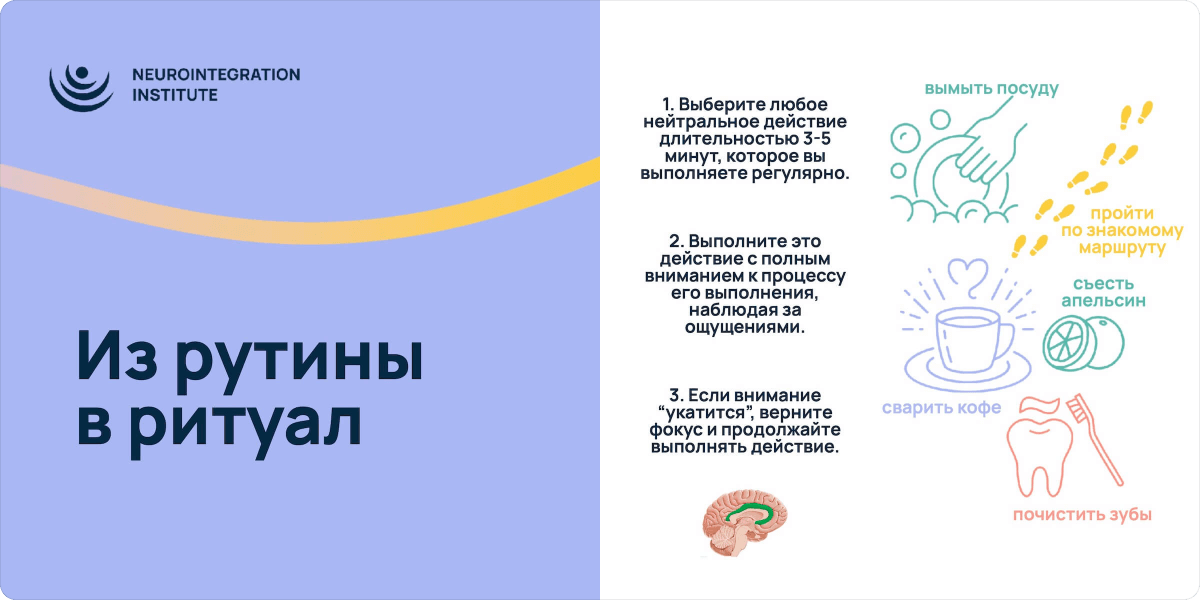 NEUROINTEGRATION
INSTITUTE
Из рутины
в ритуал
1. Выберите любое
нейтральное действие
длительностью 3-5
минут, которое вы
выполняете регулярно.
2. Выполните это
действие с полным
вниманием к процессу
его выполнения,
наблюдая за
ощущениями.
3. Если внимание
“укатится”, верните
фокус и продолжайте
выполнять действие.
вымыть посуду
пройти
по знакомому
маршруту
съесть
апельсин
сварить кофе
почистить зубы